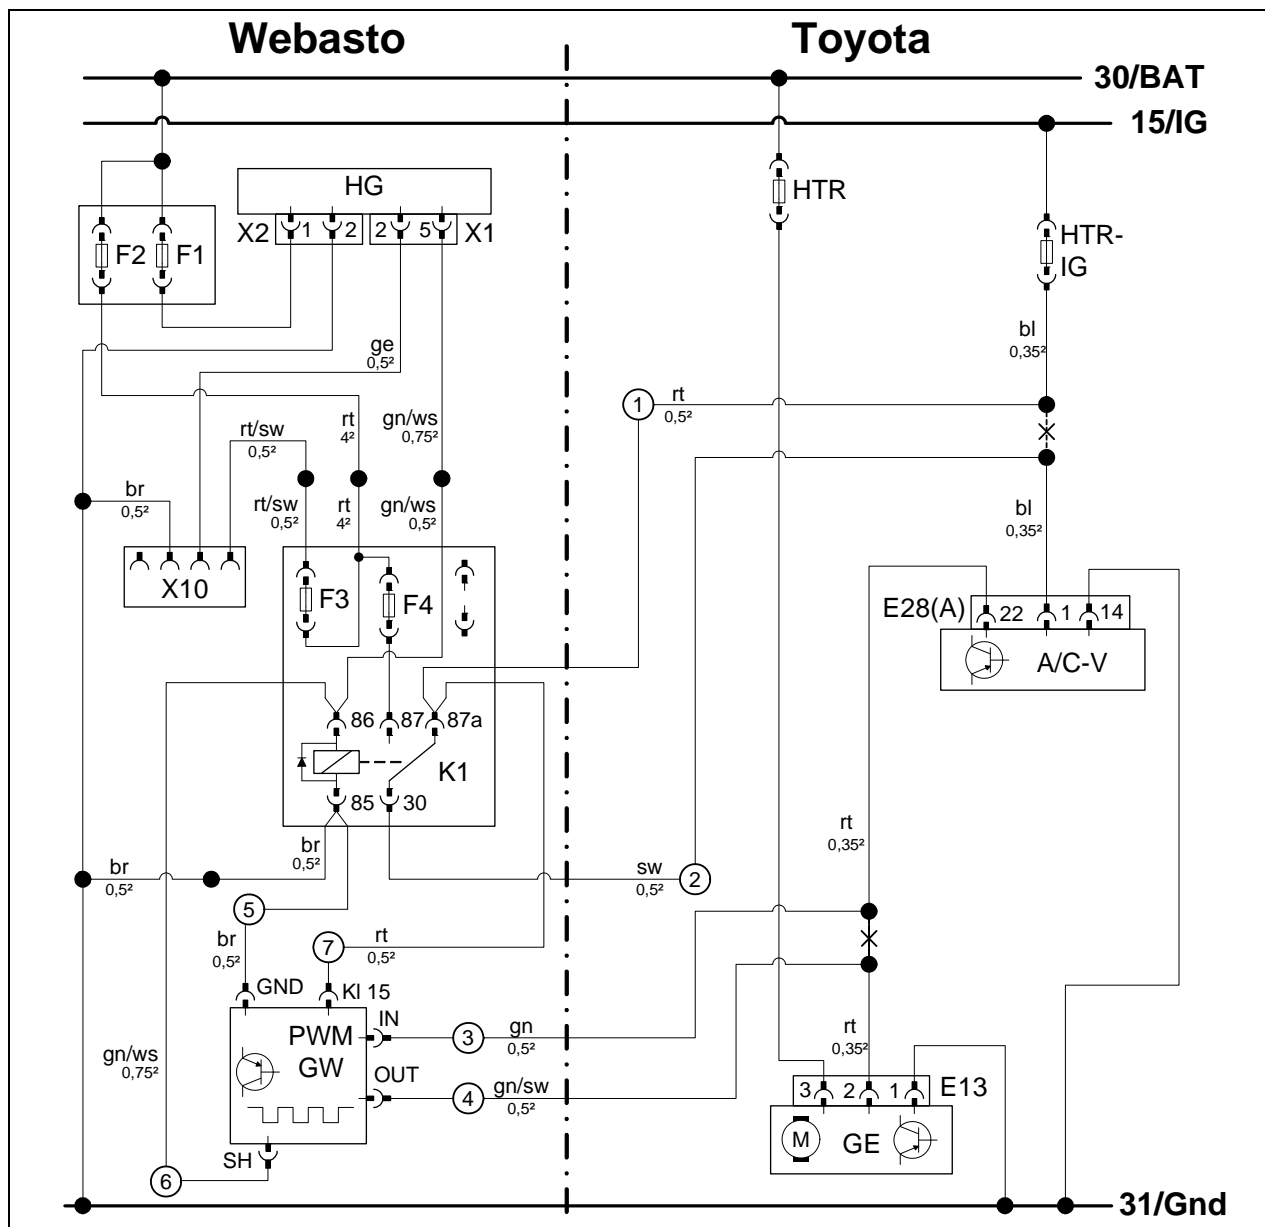 Webasto
Toyota
30/BAT
15/IG
HG
X2 1 2 2 5 X1
HTR
HTR-
IG
F2 F1
bl
0,35²
ge
0,5²
1
rt
0,5²
rt/sw
0,5²
rt
4²
gn/ws
0,75²
br
0,5²
rt/sw
0,5²
rt
4²
gn/ws
0,5²
bl
0,35²
X10
F3
F4
E28(A) 22 1 14
A/C-V
86 87 87a
K1
85 30
br
0,5²
br
0,5²
sw
0,5²
2
rt
0,35²
5
br
0,5²
7
rt
0,5²
GND Kl 15
IN
PWM
GW
3
gn
0,5²
rt
0,35²
gn/ws
0,75²
OUT
4
gn/sw
0,5²
3 2 1 E13
M GE
SH
6
31/Gnd